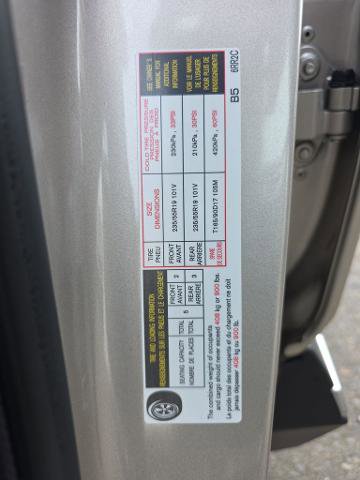 TIRE AND LOADING INFORMATION
RENSEIGNEMENTS SUR LES PNEUS ET LE CHARGEMENT
SEATING CAPACITY TOTAL 5 FRONT 2 REAR 3
NOMBRE DE PLACES TOTAL AVANT ARRIÈRE
The combined weight of occupants
and cargo should never exceed 408 kg or 900 lbs.
Le poids total des occupants et du chargement ne doit
jamais dépasser 408 kg ou 900 lb.
TIRE SIZE COLD TIRE PRESSURE
PNEU DIMENSIONS PRESSION DES
PNEUS À FROID
FRONT
AVANT 235/55R19 101V 230kPa, 33PSI
REAR
ARRIÈRE 235/55R19 101V 210kPa, 30PSI
SPARE
DE SECOURS T165/90D17 105M 420kPa, 60PSI
SEE OWNER'S
MANUAL FOR
ADDITIONAL
INFORMATION
VOIR LE MANUEL
DE L'USAGER
POUR PLUS DE
RENSEIGNEMENTS
B5 6RR2C